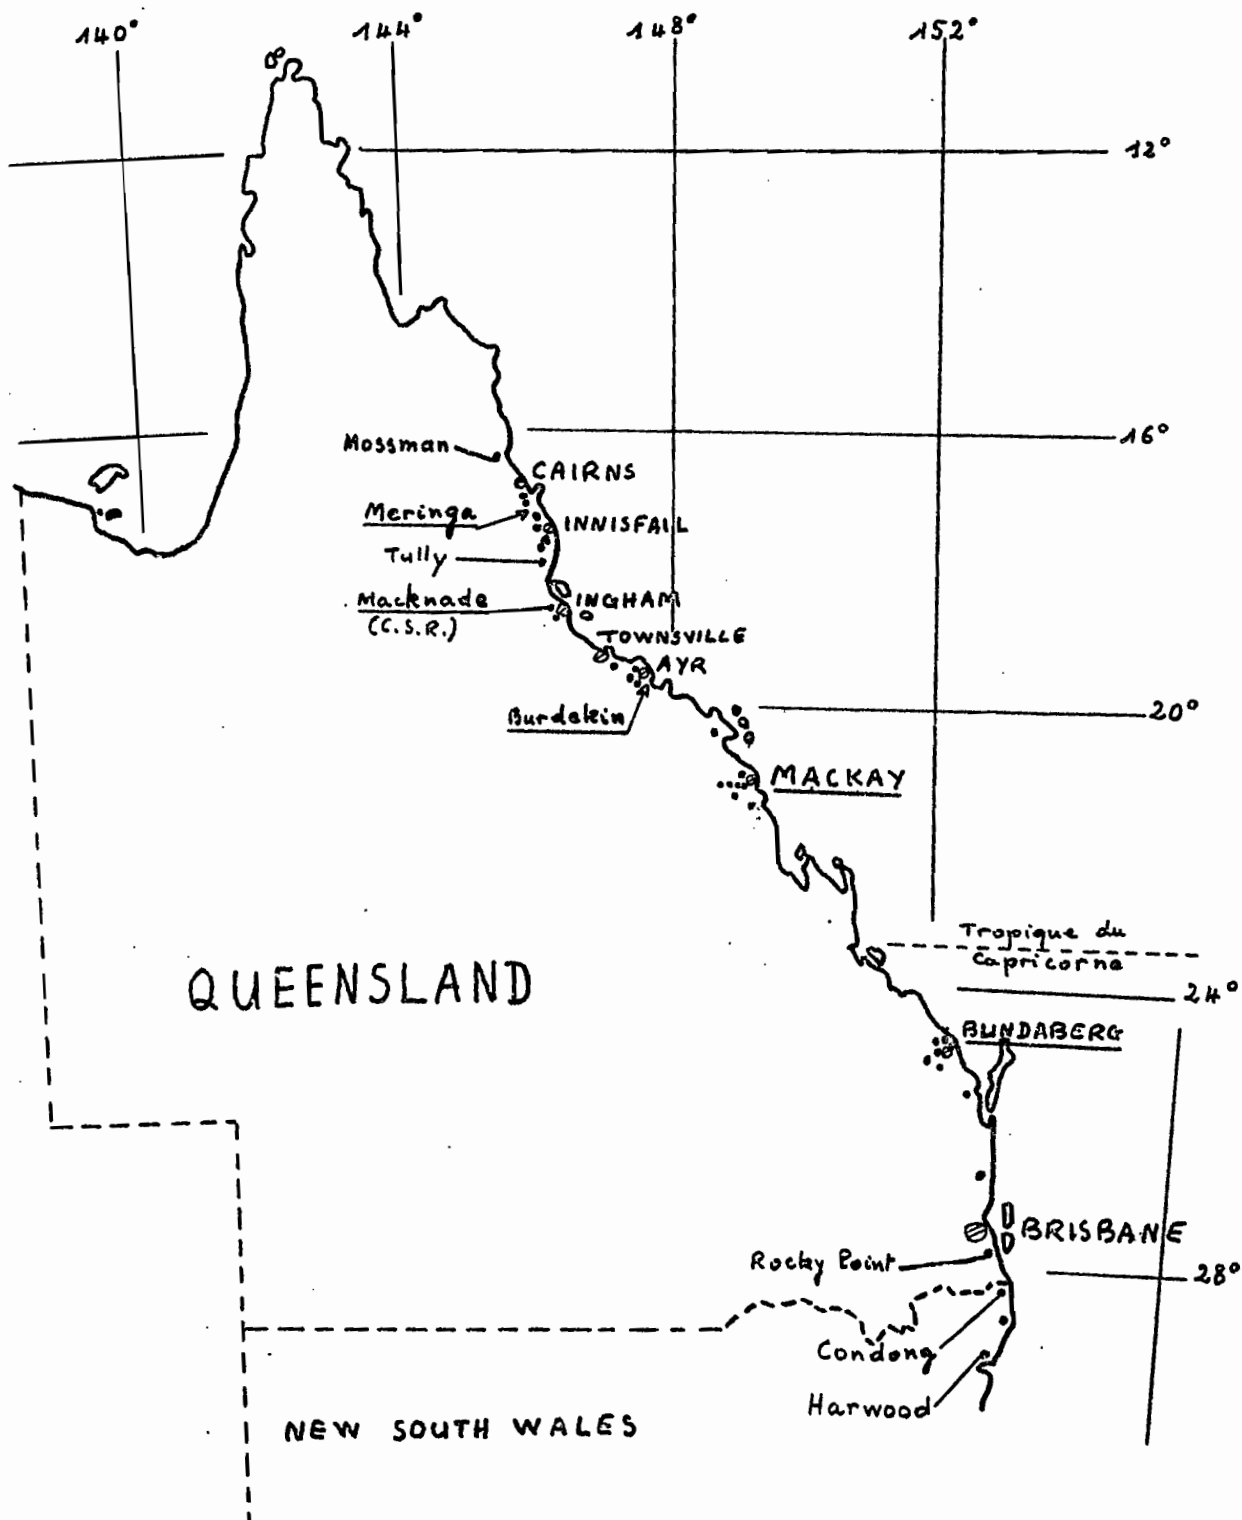 140°
144°
148°
152°
12°
16°
Mossman
CAIRNS
Meringa
INNISFAIL
Tully
Macknade
(C.S.R.)
INGHAM
TOWNSVILLE
AYR
Burdekin
20°
MACKAY
Tropique du
Capricorne
QUEENSLAND
24°
BUNDABERG
BRISBANE
Rocky Point
28°
Condong
Harwood
NEW SOUTH WALES